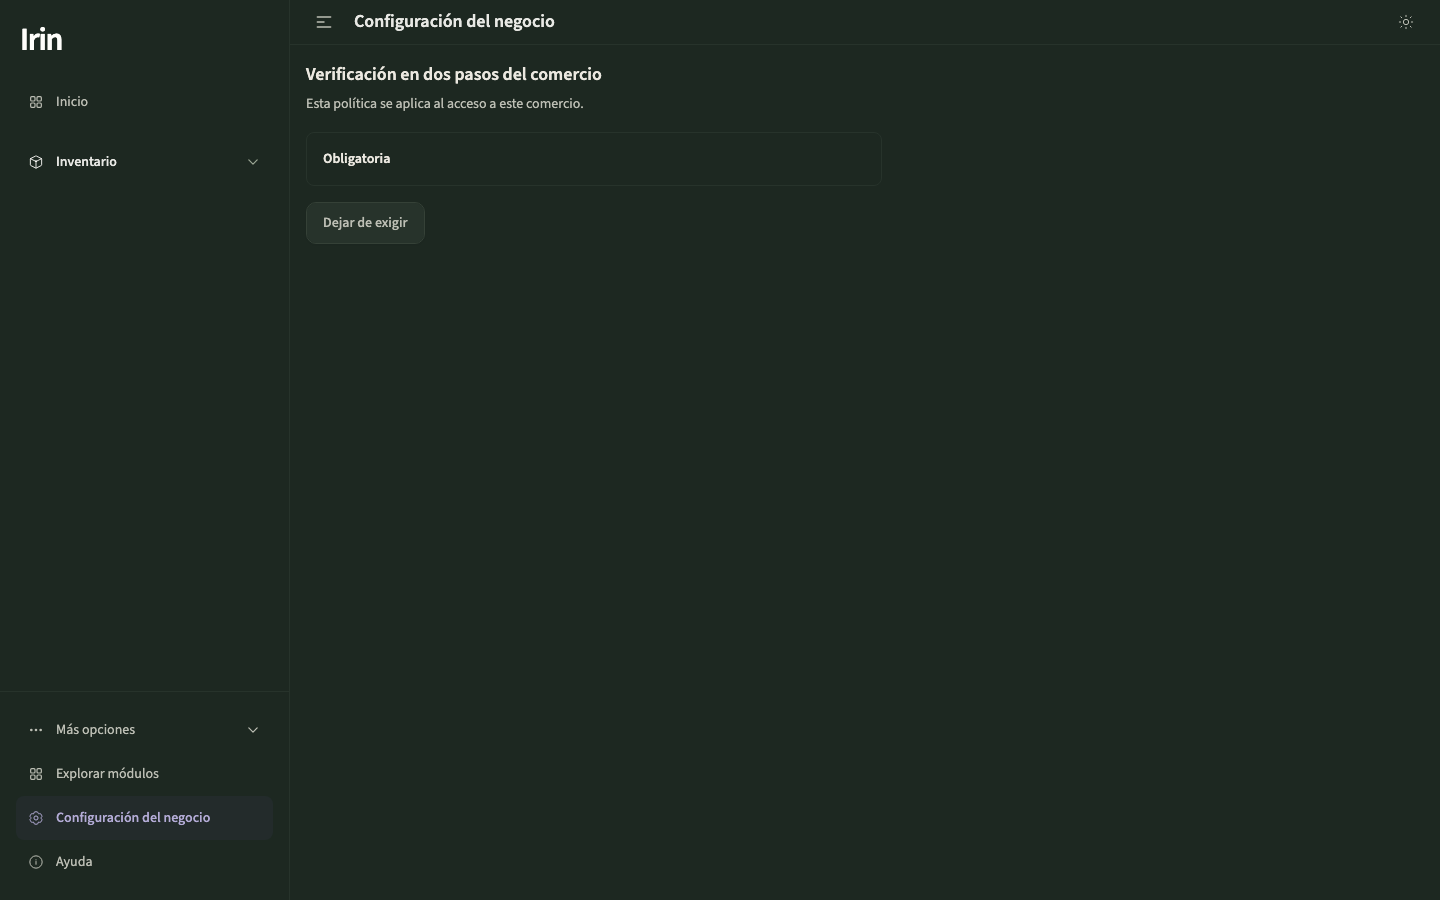 Irin
Inicio
Inventario
Más opciones
Explorar módulos
Configuración del negocio
Ayuda
Configuración del negocio
Verificación en dos pasos del comercio
Esta política se aplica al acceso a este comercio.
Obligatoria
Dejar de exigir